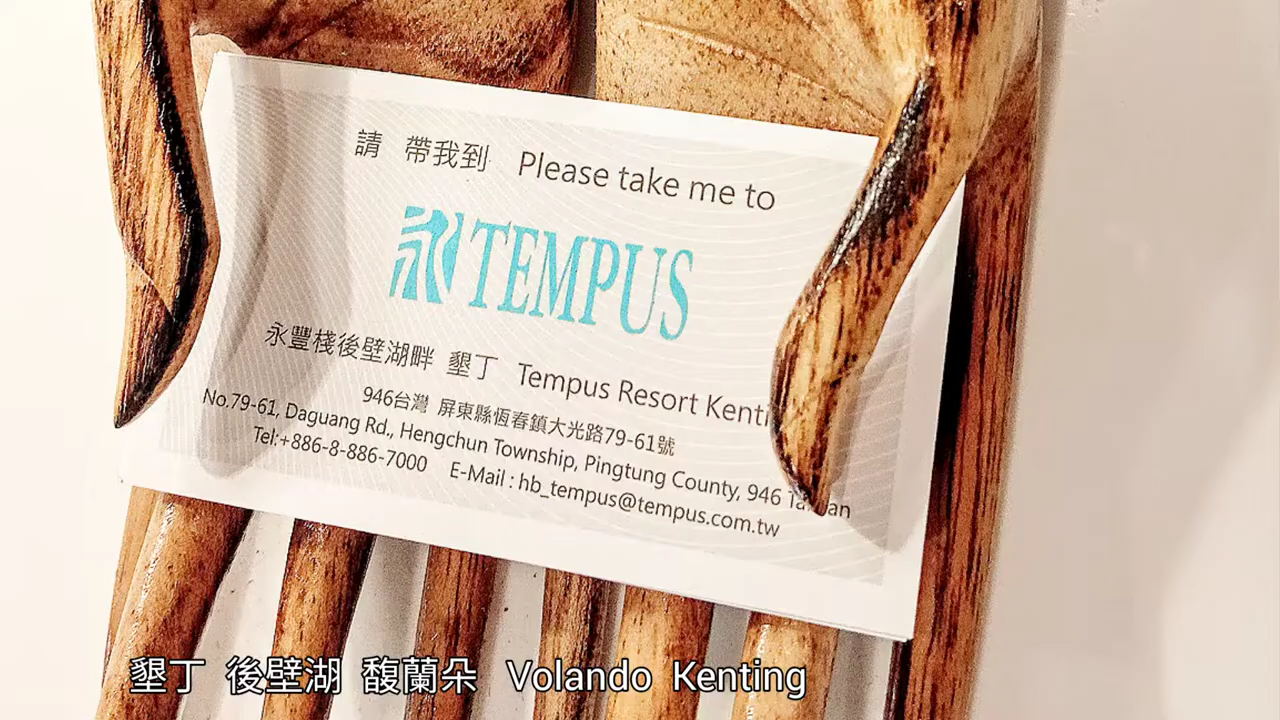 請 帶我到 Please take me to
TEMPUS
永豐棧後壁湖畔 墾丁 Tempus Resort Kenti
946台灣 屏東縣恆春鎮大光路79-61號
No.79-61, Daguang Rd., Hengchun Township, Pingtung County, 946
Tel:+886-8-886-7000 E-Mail : hb_tempus@tempus.com.tw
墾丁 後壁湖 馥蘭朵 Volando Kenting